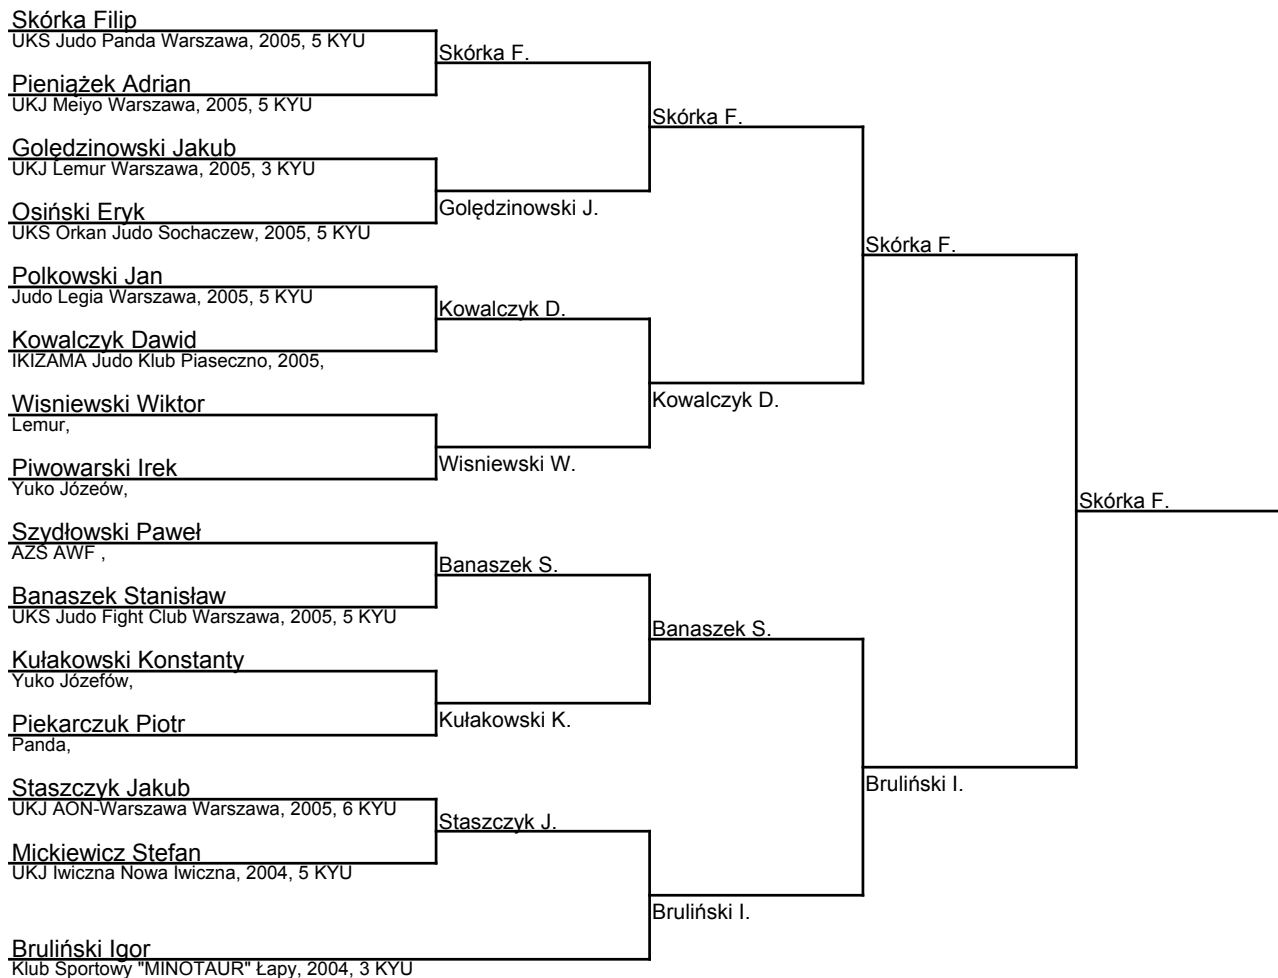 Skórka Filip
UKS Judo Panda Warszawa, 2005, 5 KYU
Skórka F.
Pieniążek Adrian
UKJ Meiyo Warszawa, 2005, 5 KYU
Skórka F.
Golędzinowski Jakub
UKJ Lemur Warszawa, 2005, 3 KYU
Golędzinowski J.
Osiński Eryk
UKS Orkan Judo Sochaczew, 2005, 5 KYU
Skórka F.
Polkowski Jan
Judo Legia Warszawa, 2005, 5 KYU
Kowalczyk D.
Kowalczyk Dawid
IKIZAMA Judo Klub Piaseczno, 2005,
Kowalczyk D.
Wisniewski Wiktor
Lemur,
Wisniewski W.
Piwowarski Irek
Yuko Józeów,
Skórka F.
Szydłowski Paweł
AZS AWF ,
Banaszek S.
Banaszek Stanisław
UKS Judo Fight Club Warszawa, 2005, 5 KYU
Banaszek S.
Kułakowski Konstanty
Yuko Józefów,
Kułakowski K.
Piekarczuk Piotr
Panda,
Bruliński I.
Staszczyk Jakub
UKJ AON-Warszawa Warszawa, 2005, 6 KYU
Staszczyk J.
Mickiewicz Stefan
UKJ Iwiczna Nowa Iwiczna, 2004, 5 KYU
Bruliński I.
Bruliński Igor
Klub Sportowy "MINOTAUR" Łapy, 2004, 3 KYU